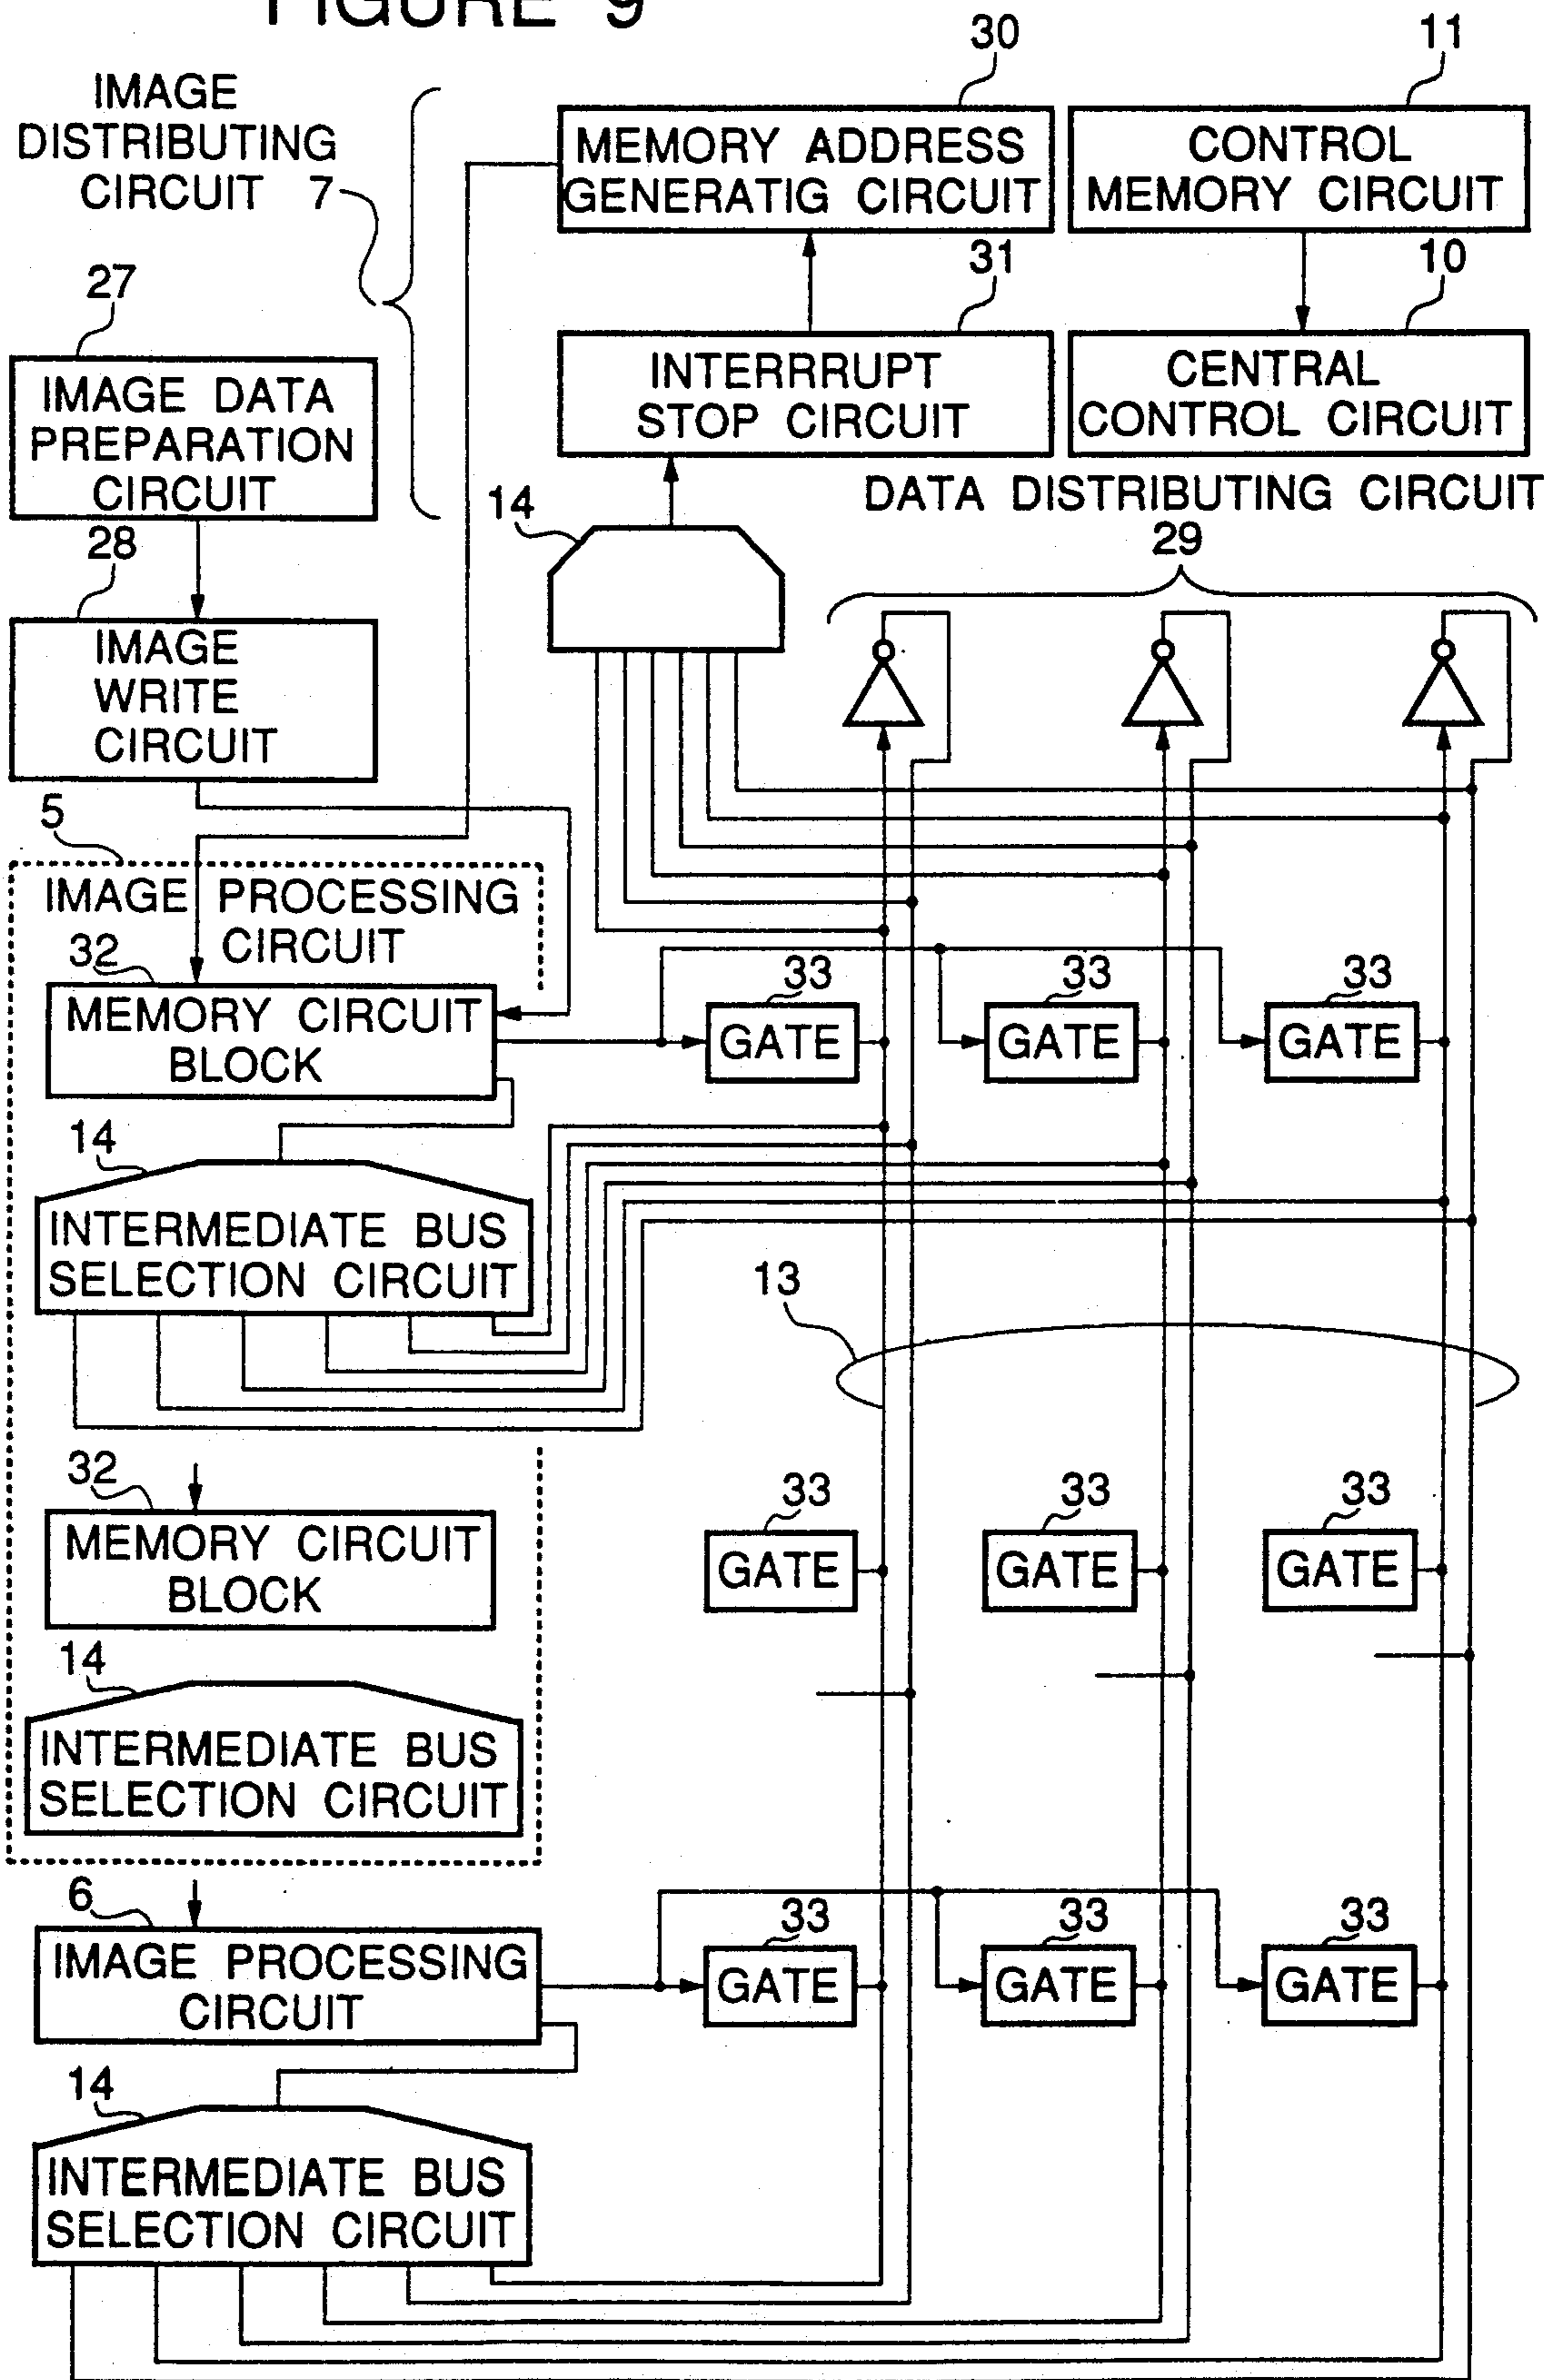 FIGURE 9
30
11
IMAGE
DISTRIBUTING
CIRCUIT 7
MEMORY ADDRESS
GENERATIG CIRCUIT
CONTROL
MEMORY CIRCUIT
27
31
10
IMAGE DATA
PREPARATION
CIRCUIT
INTERRRUPT
STOP CIRCUIT
CENTRAL
CONTROL CIRCUIT
14
DATA DISTRIBUTING CIRCUIT
29
28
IMAGE
WRITE
CIRCUIT
5
IMAGE PROCESSING
CIRCUIT
32
MEMORY CIRCUIT
BLOCK
33
GATE
33
GATE
33
GATE
14
INTERMEDIATE BUS
SELECTION CIRCUIT
13
32
MEMORY CIRCUIT
BLOCK
33
GATE
33
GATE
33
GATE
14
INTERMEDIATE BUS
SELECTION CIRCUIT
6
IMAGE PROCESSING
CIRCUIT
33
GATE
33
GATE
33
GATE
14
INTERMEDIATE BUS
SELECTION CIRCUIT